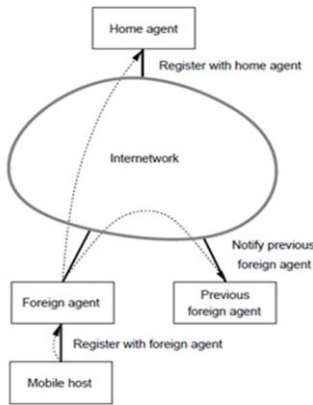 Home agent
Register with home agent
Internetwork
Notify previous
foreign agent
Foreign agent
Previous
foreign agent
Register with foreign agent
Mobile host